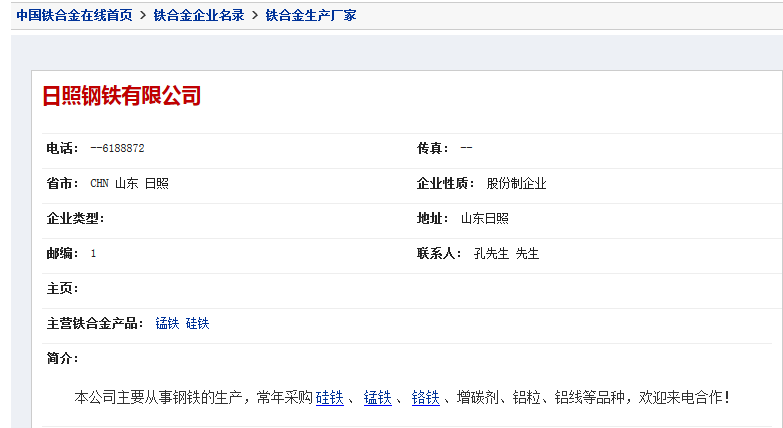 中国铁合金在线首页 > 铁合金企业名录 > 铁合金生产厂家
日照钢铁有限公司
电话： --6188872 传真： --
省市： CHN 山东 日照 企业性质： 股份制企业
企业类型： 地址： 山东日照
邮编： 1 联系人： 孔先生 先生
主页：
主营铁合金产品： 锰铁 硅铁
简介：
本公司主要从事钢铁的生产，常年采购硅铁 、 锰铁 、 铬铁 、增碳剂、铝粒、铝线等品种，欢迎来电合作！